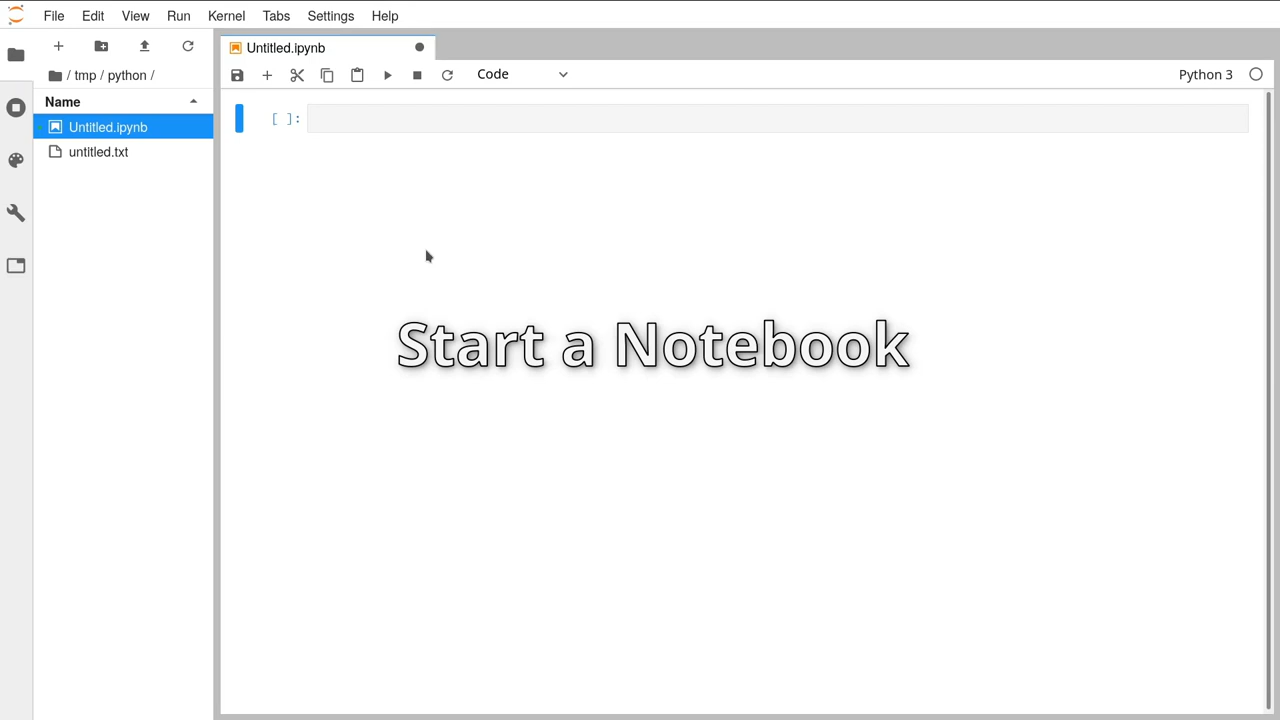 File Edit View Run Kernel Tabs Settings Help
Untitled.ipynb
/ tmp / python /
Code
Python 3
Name
[ ]:
Untitled.ipynb
untitled.txt
Start a Notebook